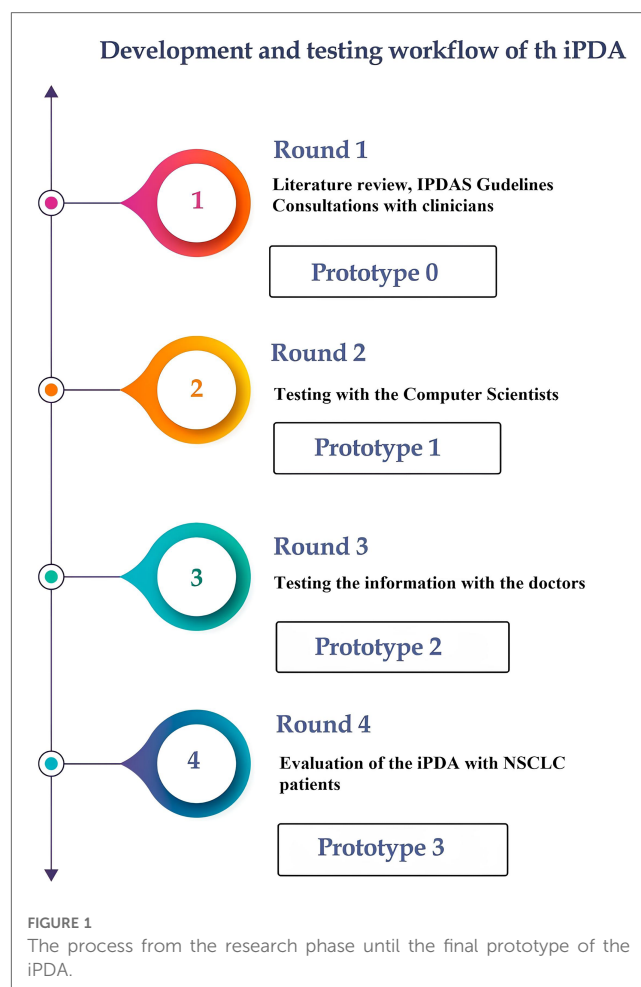 Development and testing workflow of th iPDA
Round 1
1
Literature review, IPDAS Gudelines
Consultations with clinicians
Prototype 0
Round 2
2
Testing with the Computer Scientists
Prototype 1
Round 3
3
Testing the information with the doctors
Prototype 2
Round 4
4
Evaluation of the iPDA with NSCLC
patients
Prototype 3
FIGURE 1
The process from the research phase until the final prototype of the
iPDA.